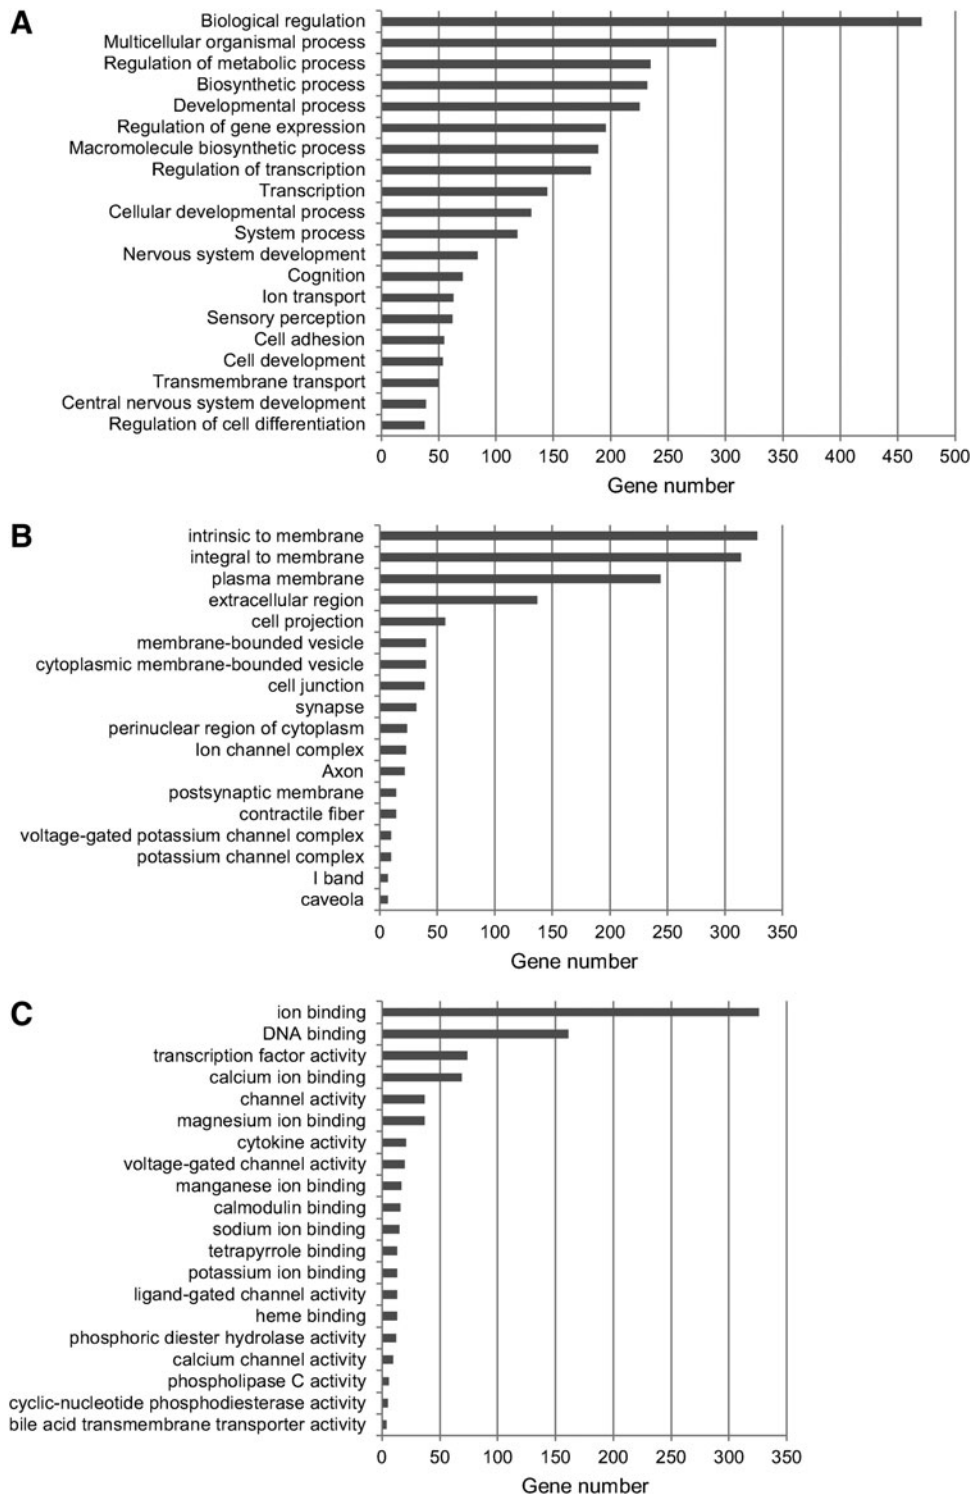 A
Biological regulation
Multicellular organismal process
Regulation of metabolic process
Biosynthetic process
Developmental process
Regulation of gene expression
Macromolecule biosynthetic process
Regulation of transcription
Transcription
Cellular developmental process
System process
Nervous system development
Cognition
Ion transport
Sensory perception
Cell adhesion
Cell development
Transmembrane transport
Central nervous system development
Regulation of cell differentiation
0 50 100 150 200 250 300 350 400 450 500
Gene number
B
intrinsic to membrane
integral to membrane
plasma membrane
extracellular region
cell projection
membrane-bounded vesicle
cytoplasmic membrane-bounded vesicle
cell junction
synapse
perinuclear region of cytoplasm
Ion channel complex
Axon
postsynaptic membrane
contractile fiber
voltage-gated potassium channel complex
potassium channel complex
I band
caveola
0 50 100 150 200 250 300 350
Gene number
C
ion binding
DNA binding
transcription factor activity
calcium ion binding
channel activity
magnesium ion binding
cytokine activity
voltage-gated channel activity
manganese ion binding
calmodulin binding
sodium ion binding
tetrapyrrole binding
potassium ion binding
ligand-gated channel activity
heme binding
phosphoric diester hydrolase activity
calcium channel activity
phospholipase C activity
cyclic-nucleotide phosphodiesterase activity
bile acid transmembrane transporter activity
0 50 100 150 200 250 300 350
Gene number